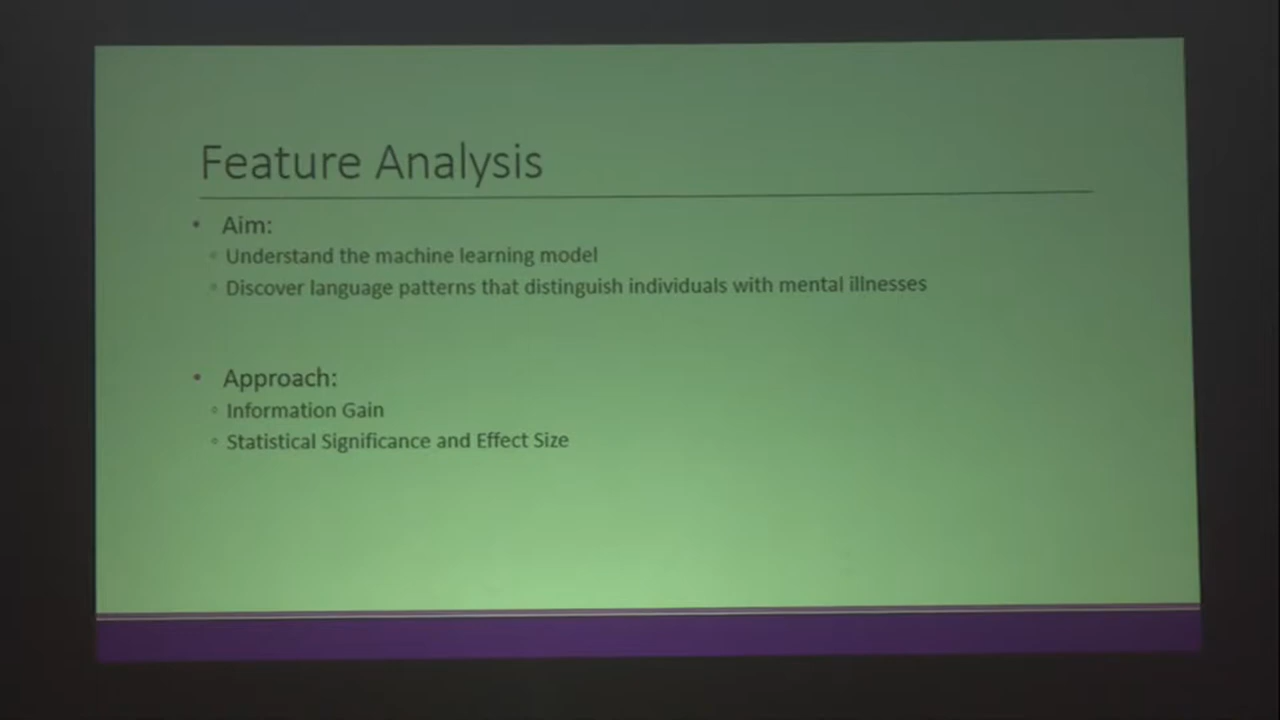 Feature Analysis
• Aim:
◦ Understand the machine learning model
◦ Discover language patterns that distinguish individuals with mental illnesses
• Approach:
◦ Information Gain
◦ Statistical Significance and Effect Size